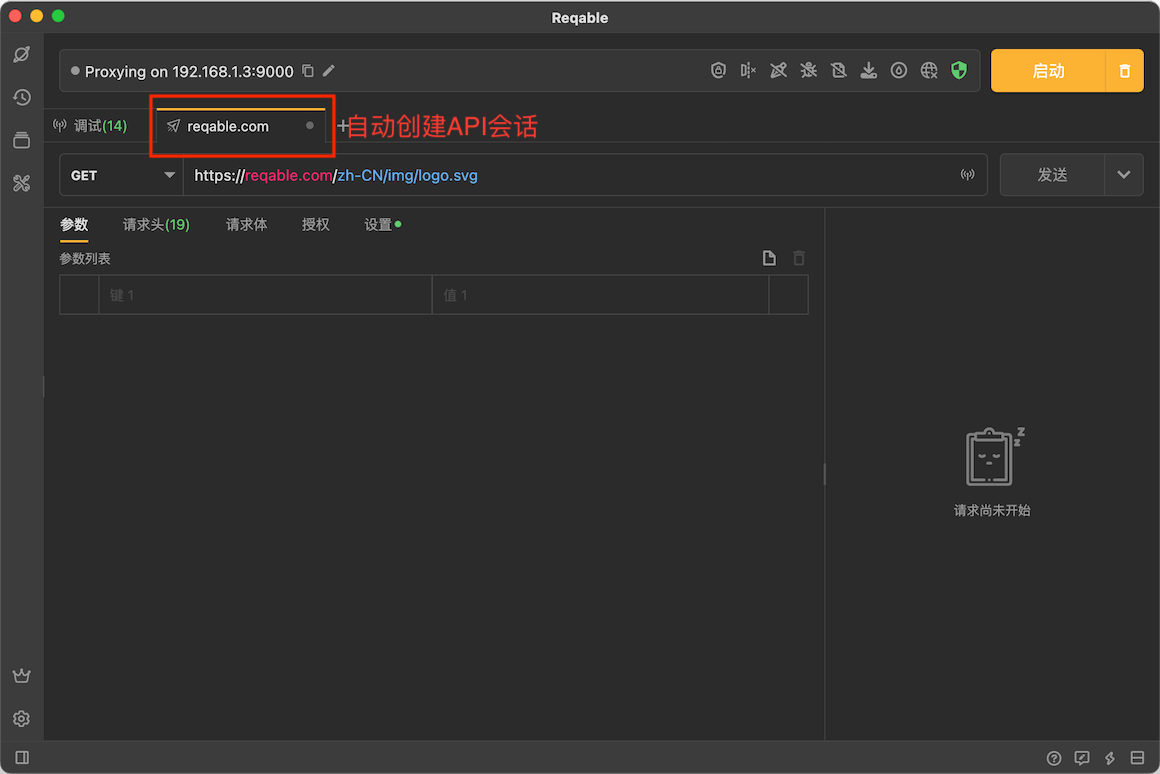 Reqable
Proxying on 192.168.1.3:9000
启动
调试(14)
reqable.com
自动创建API会话
GET
https://reqable.com/zh-CN/img/logo.svg
发送
参数 请求头(19) 请求体 授权 设置
参数列表
键 1 值 1
z
z
请求尚未开始